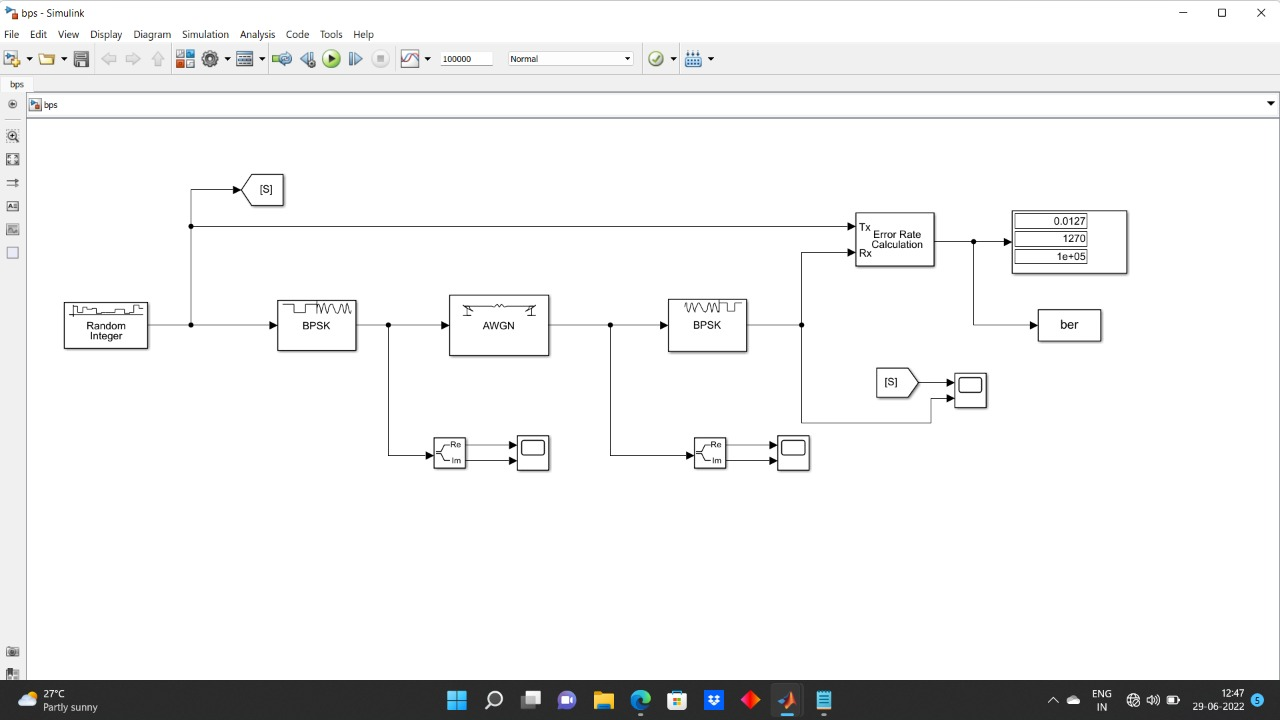 bps - Simulink
File Edit View Display Diagram Simulation Analysis Code Tools Help
100000 Normal
bps
bps
[S]
Tx
Rx
Error Rate
Calculation
0.0127
1270
1e+05
Random
Integer
BPSK
AWGN
BPSK
ber
[S]
Re
Im
Re
Im
27°C
Partly sunny
ENG
IN
12:47
29-06-2022
5